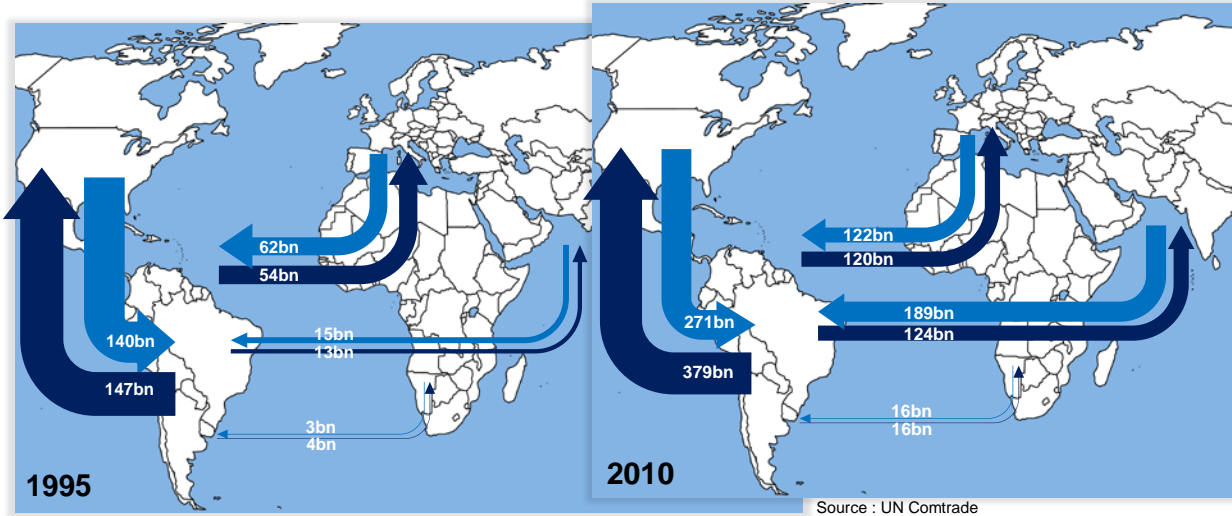 62bn
54bn
15bn
13bn
140bn
147bn
3bn
4bn
1995
122bn
120bn
189bn
124bn
271bn
379bn
16bn
16bn
2010
Source : UN Comtrade